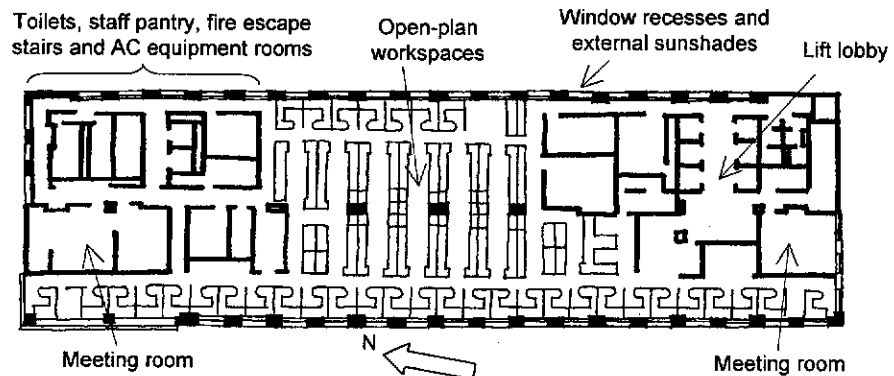 Toilets, staff pantry, fire escape
stairs and AC equipment rooms
Open-plan
workspaces
Window recesses and
external sunshades
Lift lobby
Meeting room
N
Meeting room